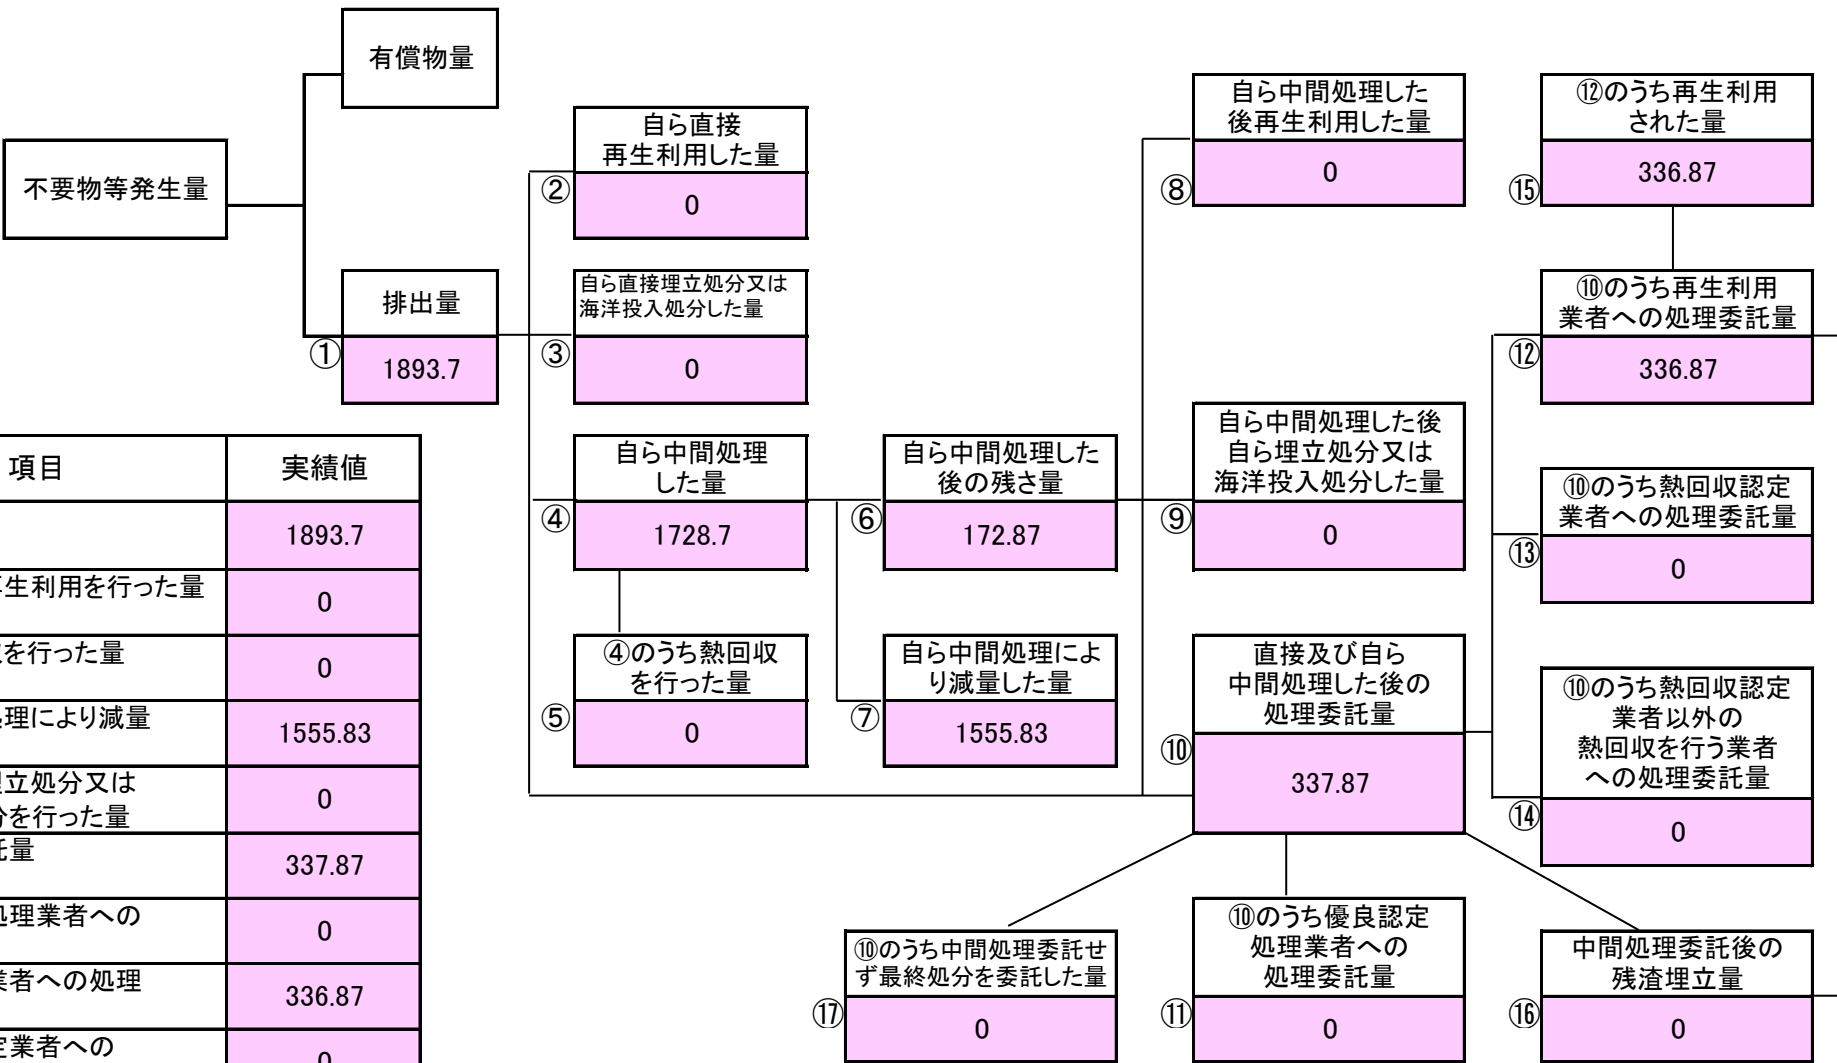 有償物量
不要物等発生量
排出量
①
1893.7
自ら直接
再生利用した量
②
0
自ら直接埋立処分又は
海洋投入処分した量
③
0
自ら中間処理
した量
④
1728.7
④のうち熱回収
を行った量
⑤
0
自ら中間処理した
後の残さ量
⑥
172.87
自ら中間処理によ
り減量した量
⑦
1555.83
自ら中間処理した
後再生利用した量
⑧
0
自ら中間処理した後
自ら埋立処分又は
海洋投入処分した量
⑨
0
直接及び自ら
中間処理した後の
処理委託量
⑩
337.87
⑫のうち再生利用
された量
⑮
336.87
⑩のうち再生利用
業者への処理委託量
⑫
336.87
⑩のうち熱回収認定
業者への処理委託量
⑬
0
⑩のうち熱回収認定
業者以外の
熱回収を行う業者
への処理委託量
⑭
0
⑩のうち中間処理委託せ
ず最終処分を委託した量
⑰
0
⑩のうち優良認定
処理業者への
処理委託量
⑪
0
中間処理委託後の
残渣埋立量
⑯
0
項目 実績値
1893.7
生利用を行った量
0
を行った量
0
理により減量
1555.83
立処分又は
を行った量
0
量
337.87
処理業者への
0
業者への処理
336.87
業者への
0